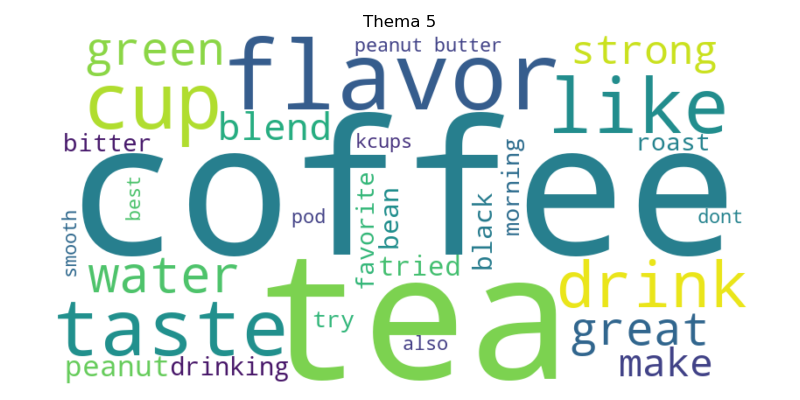 Thema 5
green
flavor
peanut butter
strong
cup
like
blend
bitter
kcups
roast
coffee
best
morning
favorite
bean
black
smooth
pod
dont
water
tried
tea
drink
taste
try
great
also
peanut
drinking
make